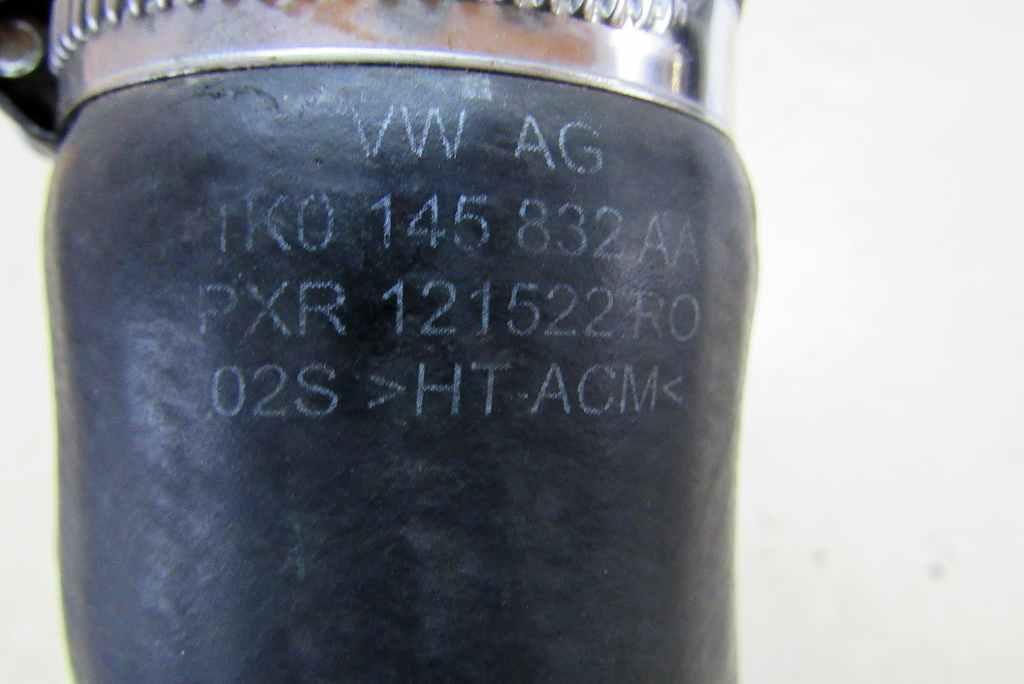 VW AG
1K0 145 832 AA
PXR 121522 RO
02S >HT-ACM<